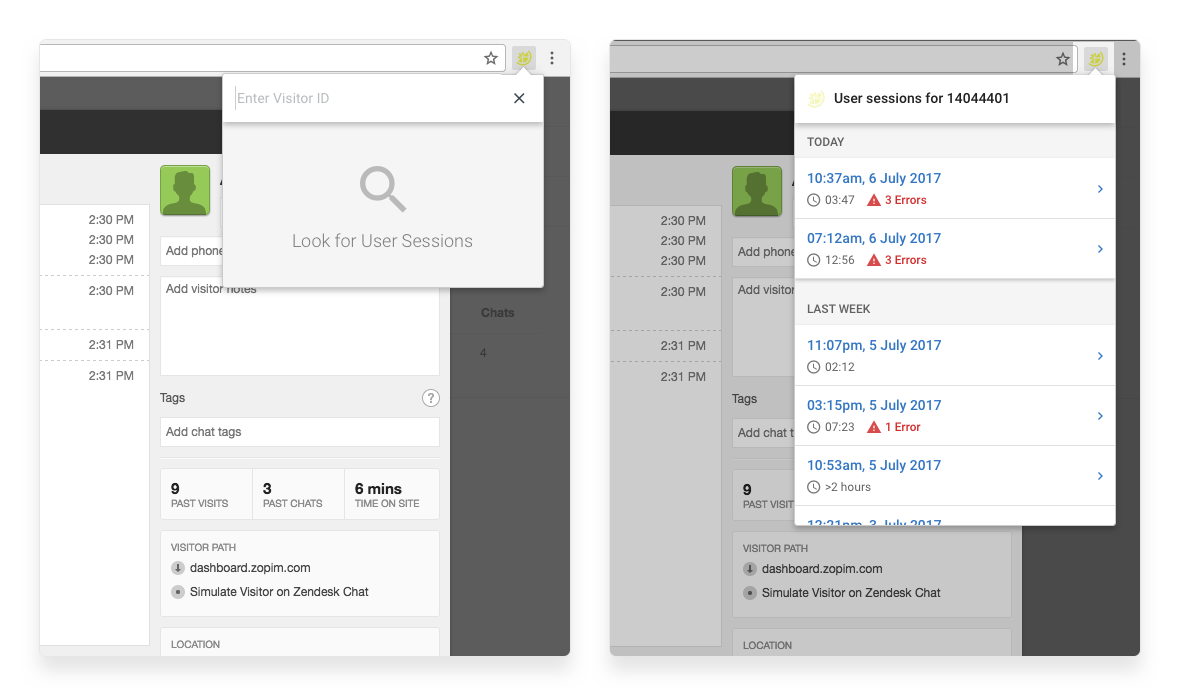 Enter Visitor ID
Look for User Sessions
2:30 PM
2:30 PM
2:30 PM
2:30 PM
2:31 PM
2:31 PM
Add phone
Add visitor notes
Chats
4
Tags
?
Add chat tags
9
PAST VISITS
3
PAST CHATS
6 mins
TIME ON SITE
VISITOR PATH
dashboard.zopim.com
Simulate Visitor on Zendesk Chat
LOCATION
User sessions for 14044401
TODAY
10:37am, 6 July 2017
03:47 3 Errors
07:12am, 6 July 2017
12:56 3 Errors
LAST WEEK
11:07pm, 5 July 2017
02:12
03:15pm, 5 July 2017
07:23 1 Error
10:53am, 5 July 2017
>2 hours
12:21pm, 3 July 2017
2:30 PM
2:30 PM
2:30 PM
2:30 PM
2:31 PM
2:31 PM
Add phone
Add visitor
Tags
Add chat t
9
PAST VISIT
VISITOR PATH
dashboard.zopim.com
Simulate Visitor on Zendesk Chat
LOCATION